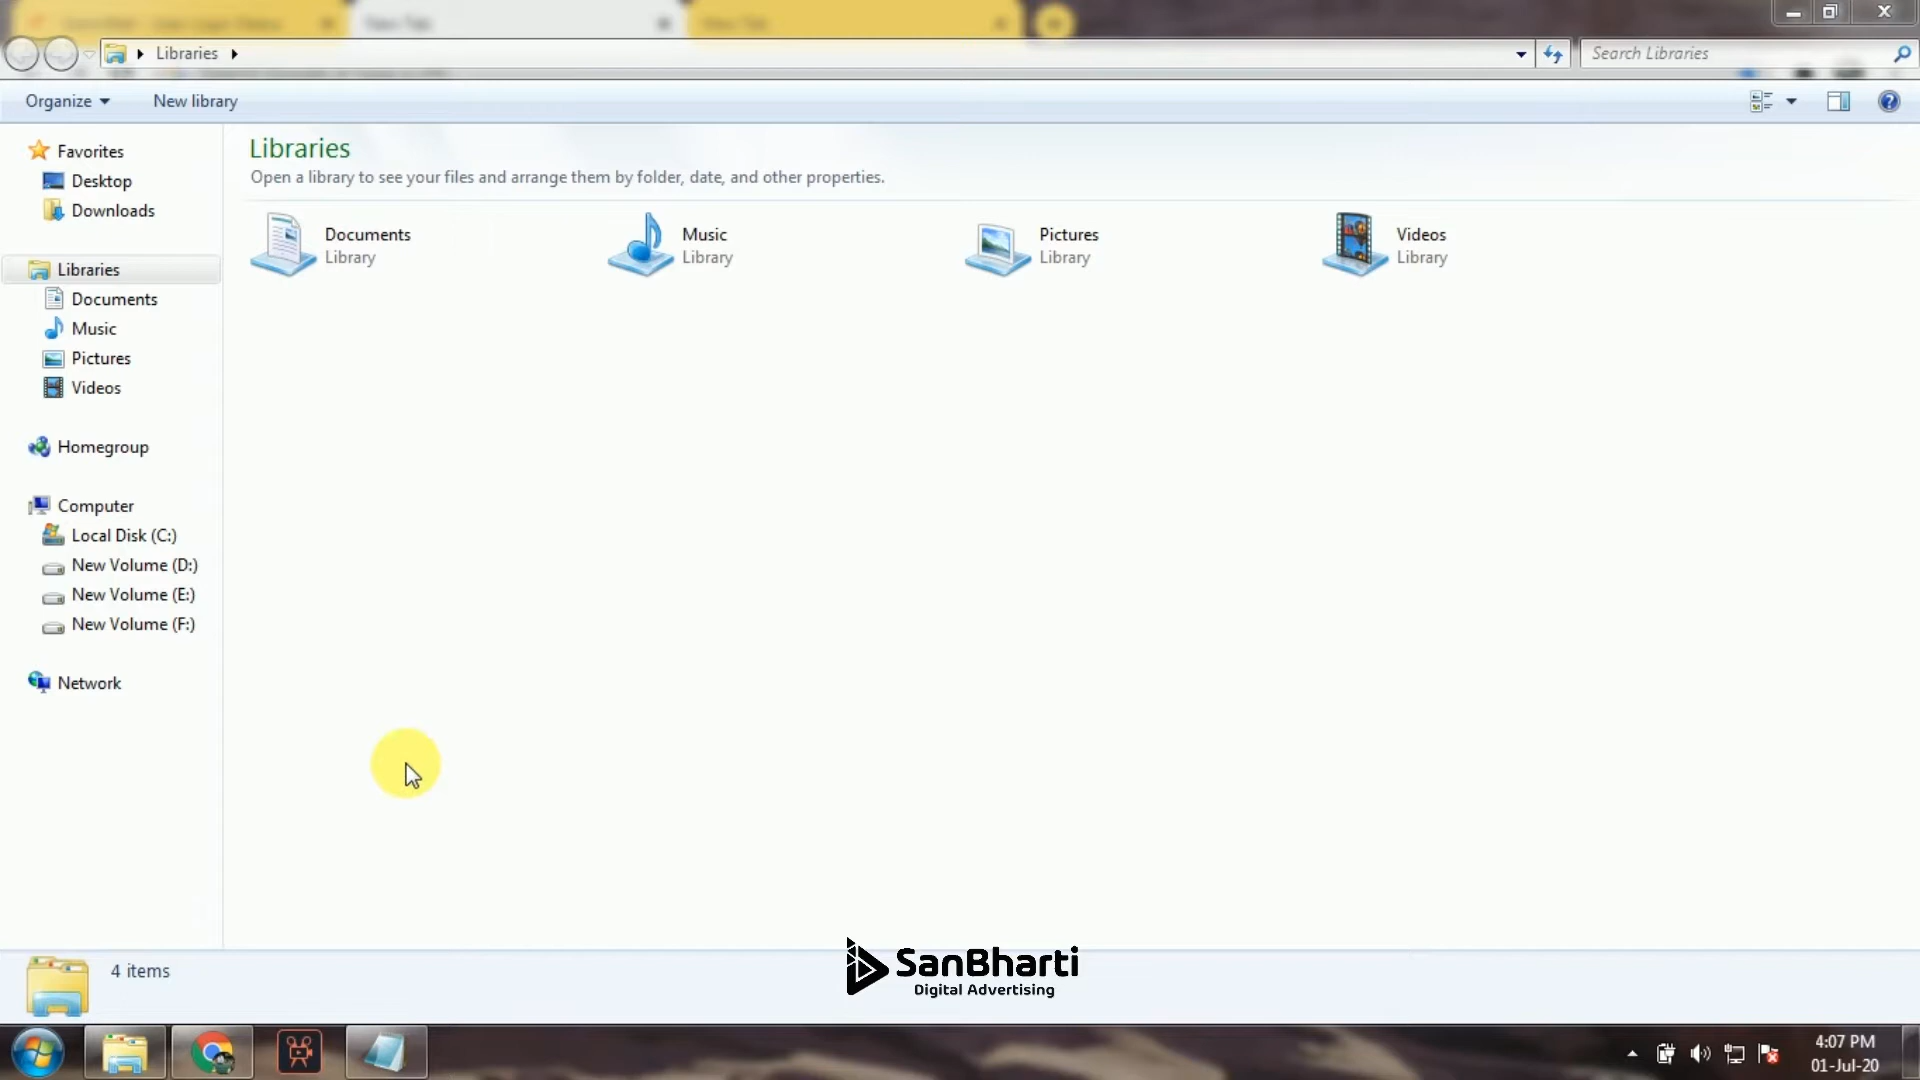 Libraries
Search Libraries
Organize
New library
Favorites
Desktop
Downloads
Libraries
Documents
Music
Pictures
Videos
Homegroup
Computer
Local Disk (C:)
New Volume (D:)
New Volume (E:)
New Volume (F:)
Network
Libraries
Open a library to see your files and arrange them by folder, date, and other properties.
Documents
Library
Music
Library
Pictures
Library
Videos
Library
4 items
SanBharti
Digital Advertising
4:07 PM
01-Jul-20